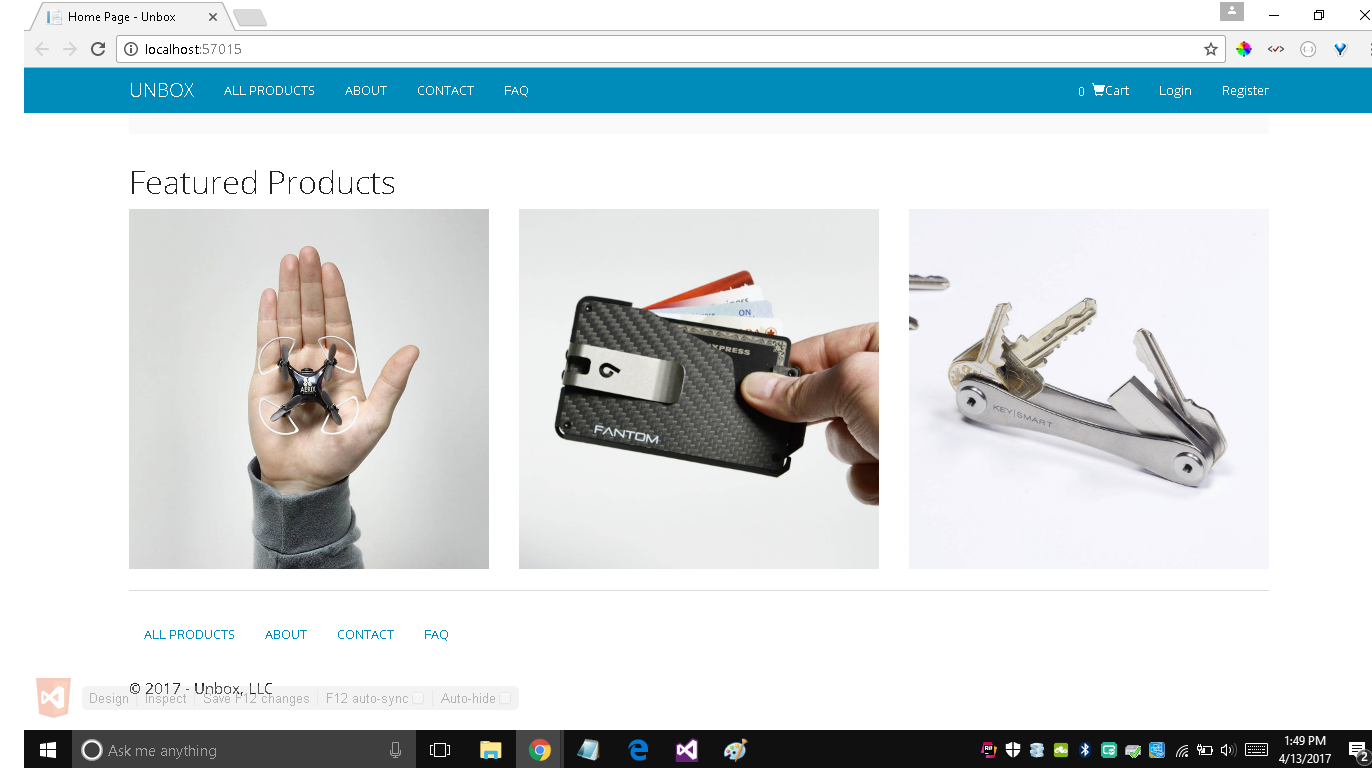 Home Page - Unbox
localhost:57015
UNBOX ALL PRODUCTS ABOUT CONTACT FAQ 0 Cart Login Register
Featured Products
AERIX
ON
EXPRESS
FANTOM
KEY|SMART
ALL PRODUCTS ABOUT CONTACT FAQ
© 2017 - Unbox, LLC
Design Inspect Save F12 changes F12 auto-sync Auto-hide
Ask me anything
1:49 PM
4/13/2017
2